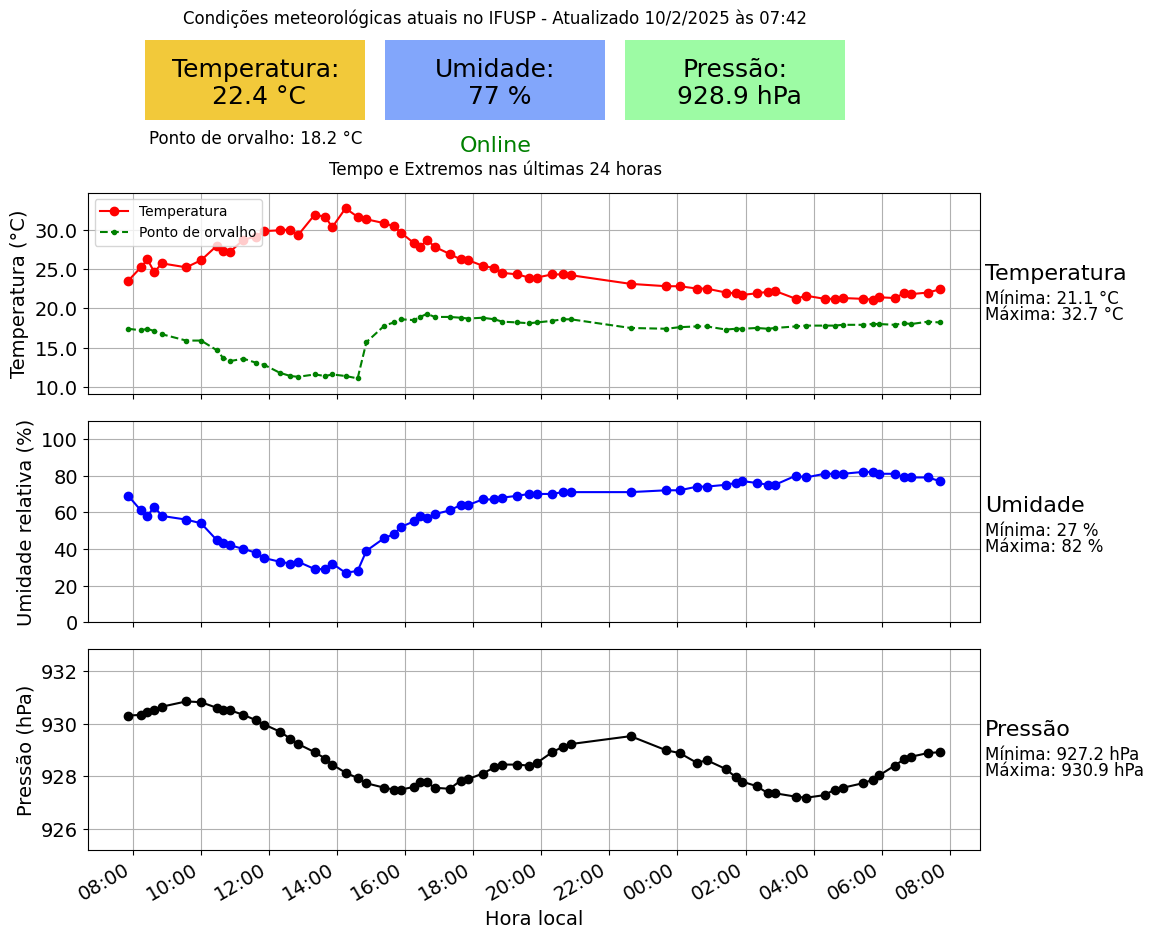 Condições meteorológicas atuais no IFUSP - Atualizado 10/2/2025 às 07:42
Temperatura:
22.4 °C
Umidade:
77 %
Pressão:
928.9 hPa
Ponto de orvalho: 18.2 °C
Online
Tempo e Extremos nas últimas 24 horas
Temperatura (°C)
30.0
25.0
20.0
15.0
10.0
Temperatura
Ponto de orvalho
Temperatura
Mínima: 21.1 °C
Máxima: 32.7 °C
Umidade relativa (%)
100
80
60
40
20
0
Umidade
Mínima: 27 %
Máxima: 82 %
Pressão (hPa)
932
930
928
926
Pressão
Mínima: 927.2 hPa
Máxima: 930.9 hPa
08:00 10:00 12:00 14:00 16:00 18:00 20:00 22:00 00:00 02:00 04:00 06:00 08:00
Hora local